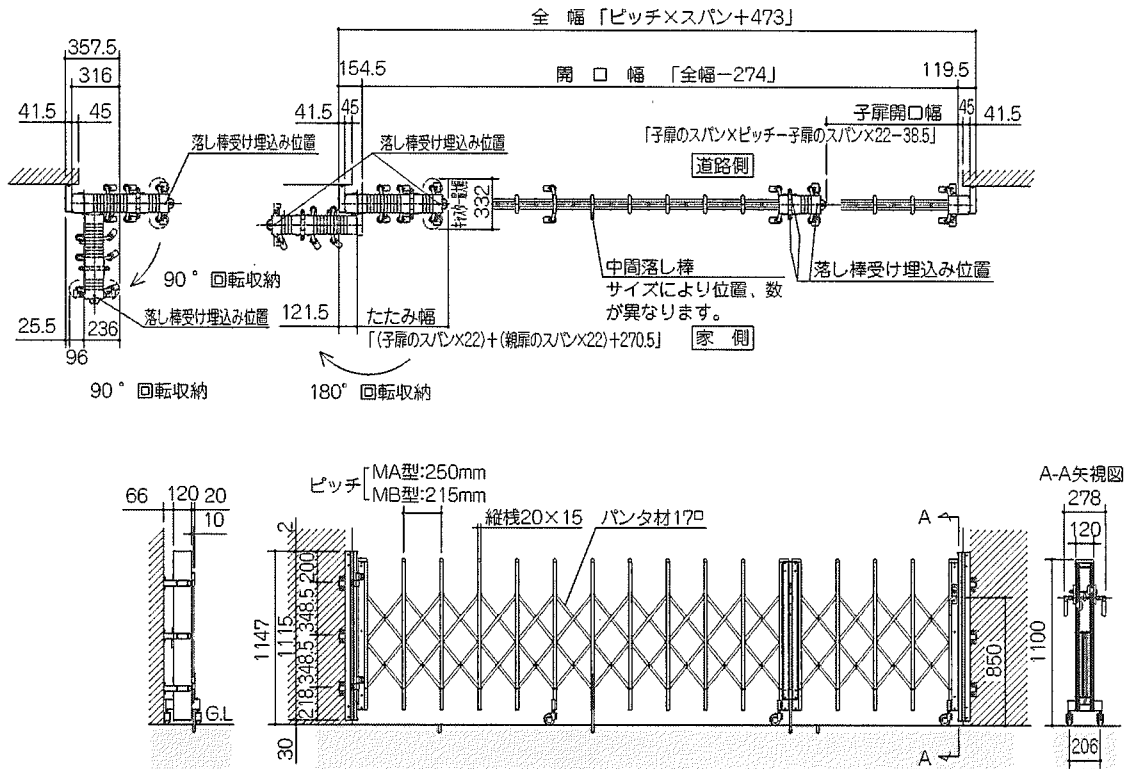 全 幅「ピッチ×スパン+473」
357.5
316
154.5
開 口 幅 「全幅-274」
119.5
子扉開口幅
41.5
45
41.5
45
45
41.5
「子扉のスパン×ピッチ-子扉のスパン×22-38.5」
落し棒受け埋込み位置
落し棒受け埋込み位置
道路側
332
90°回転収納
中間落し棒
サイズにより位置、数
が異なります。
落し棒受け埋込み位置
落し棒受け埋込み位置
25.5
236
96
121.5
たたみ幅
「(子扉のスパン×22)+(親扉のスパン×22)+270.5」
家 側
90°回転収納
180°回転収納
66
120
20
10
ピッチ
MA型:250mm
MB型:215mm
縦桟20×15
パンタ材17□
A
A-A矢視図
278
120
2
200
348.5
348.5
218
1147
1115
30
G.L
850
1100
A
206